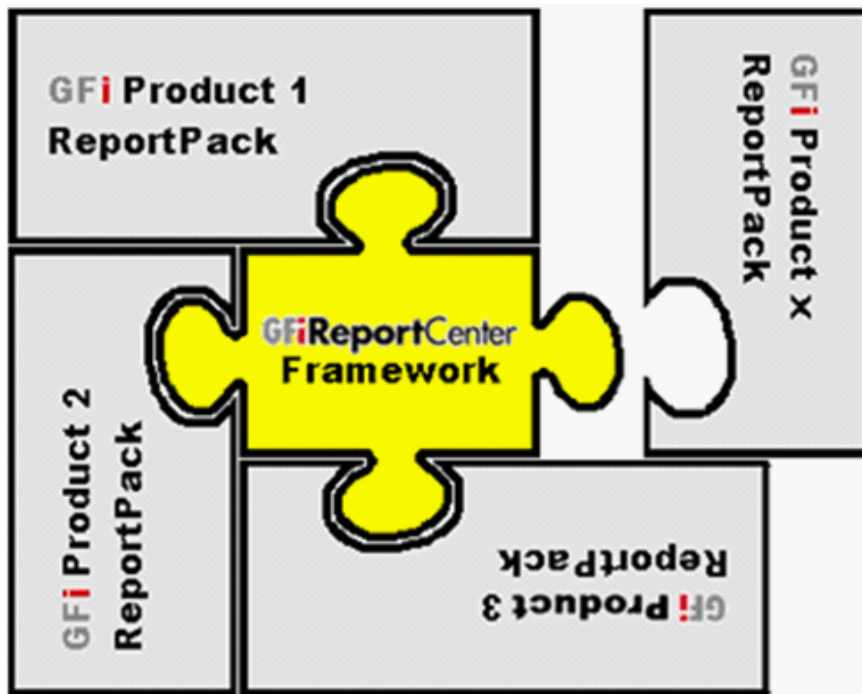 GFi Product 1
ReportPack
GFi Product x
ReportPack
GFiReportCenter
Framework
GFi Product 2
ReportPack
GFi Product 3
ReportPack